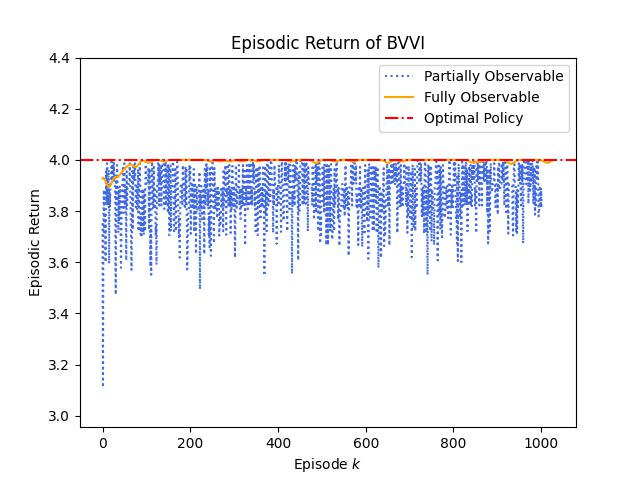 Episodic Return of BVVI
4.4
4.2
4.0
3.8
3.6
3.4
3.2
3.0
Episodic Return
Partially Observable
Fully Observable
Optimal Policy
0
200
400
600
800
1000
Episode k